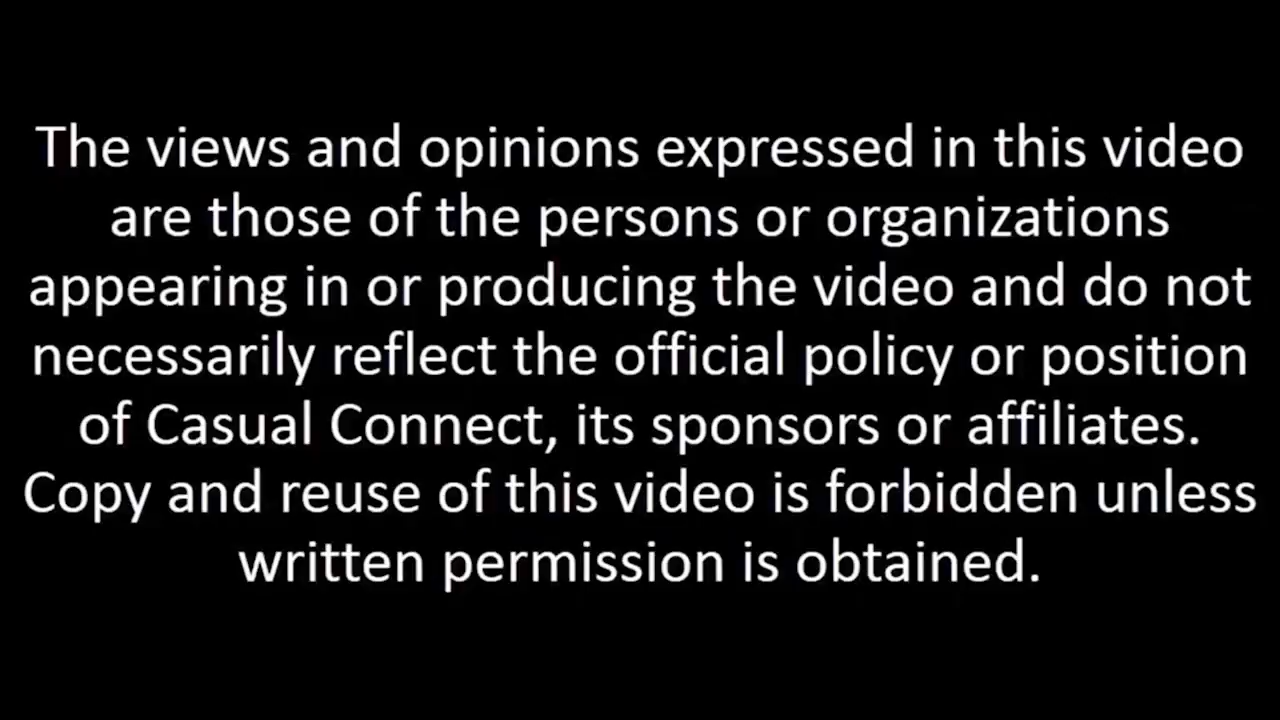 The views and opinions expressed in this video
are those of the persons or organizations
appearing in or producing the video and do not
necessarily reflect the official policy or position
of Casual Connect, its sponsors or affiliates.
Copy and reuse of this video is forbidden unless
written permission is obtained.